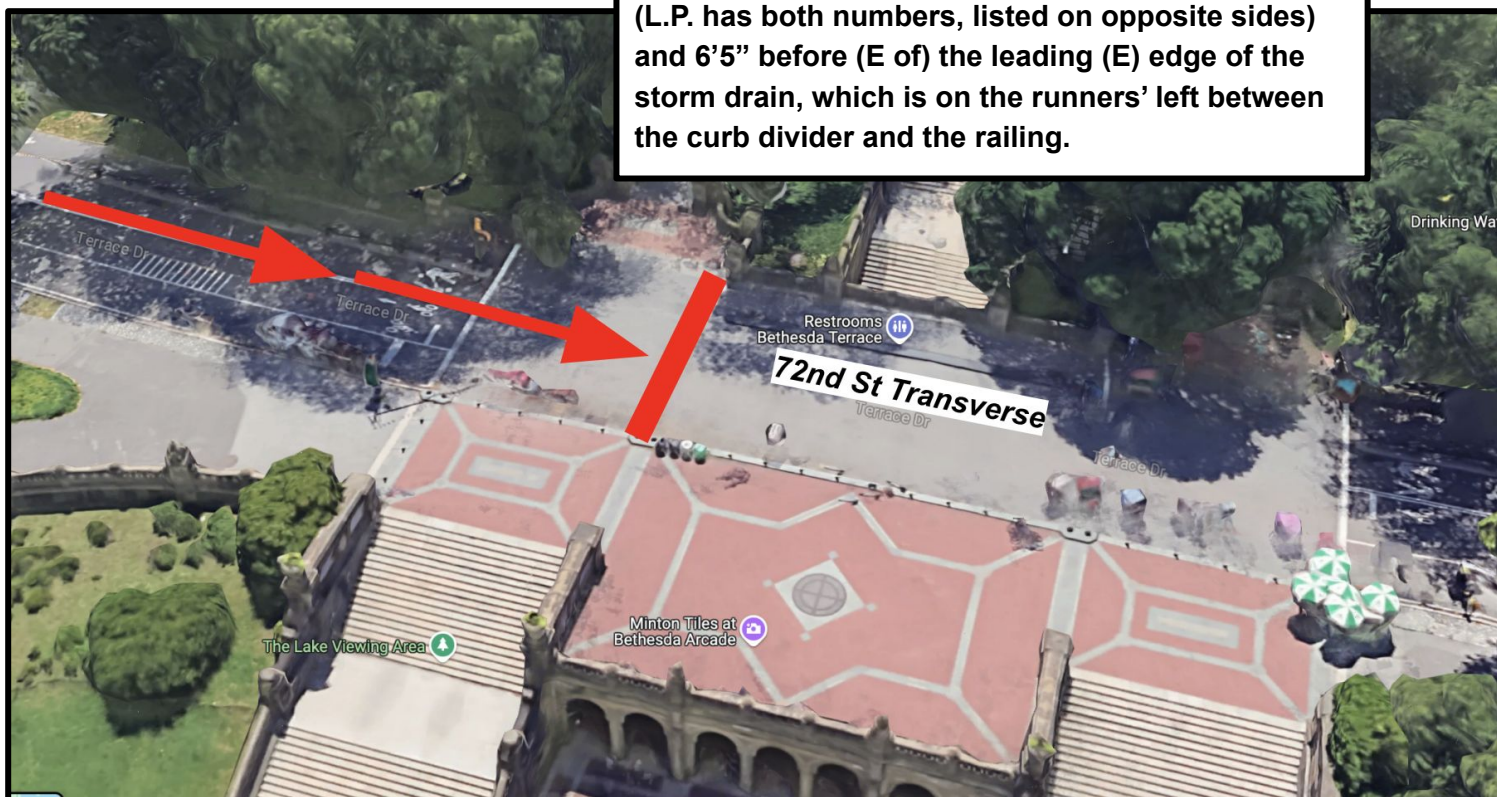 (L.P. has both numbers, listed on opposite sides)
and 6’5” before (E of) the leading (E) edge of the
storm drain, which is on the runners’ left between
the curb divider and the railing.
Drinking Wa
Terrace Dr
Terrace Dr
Restrooms
Bethesda Terrace
72nd St Transverse
Terrace Dr
Terrace Dr
Minton Tiles at
Bethesda Arcade
The Lake Viewing Area